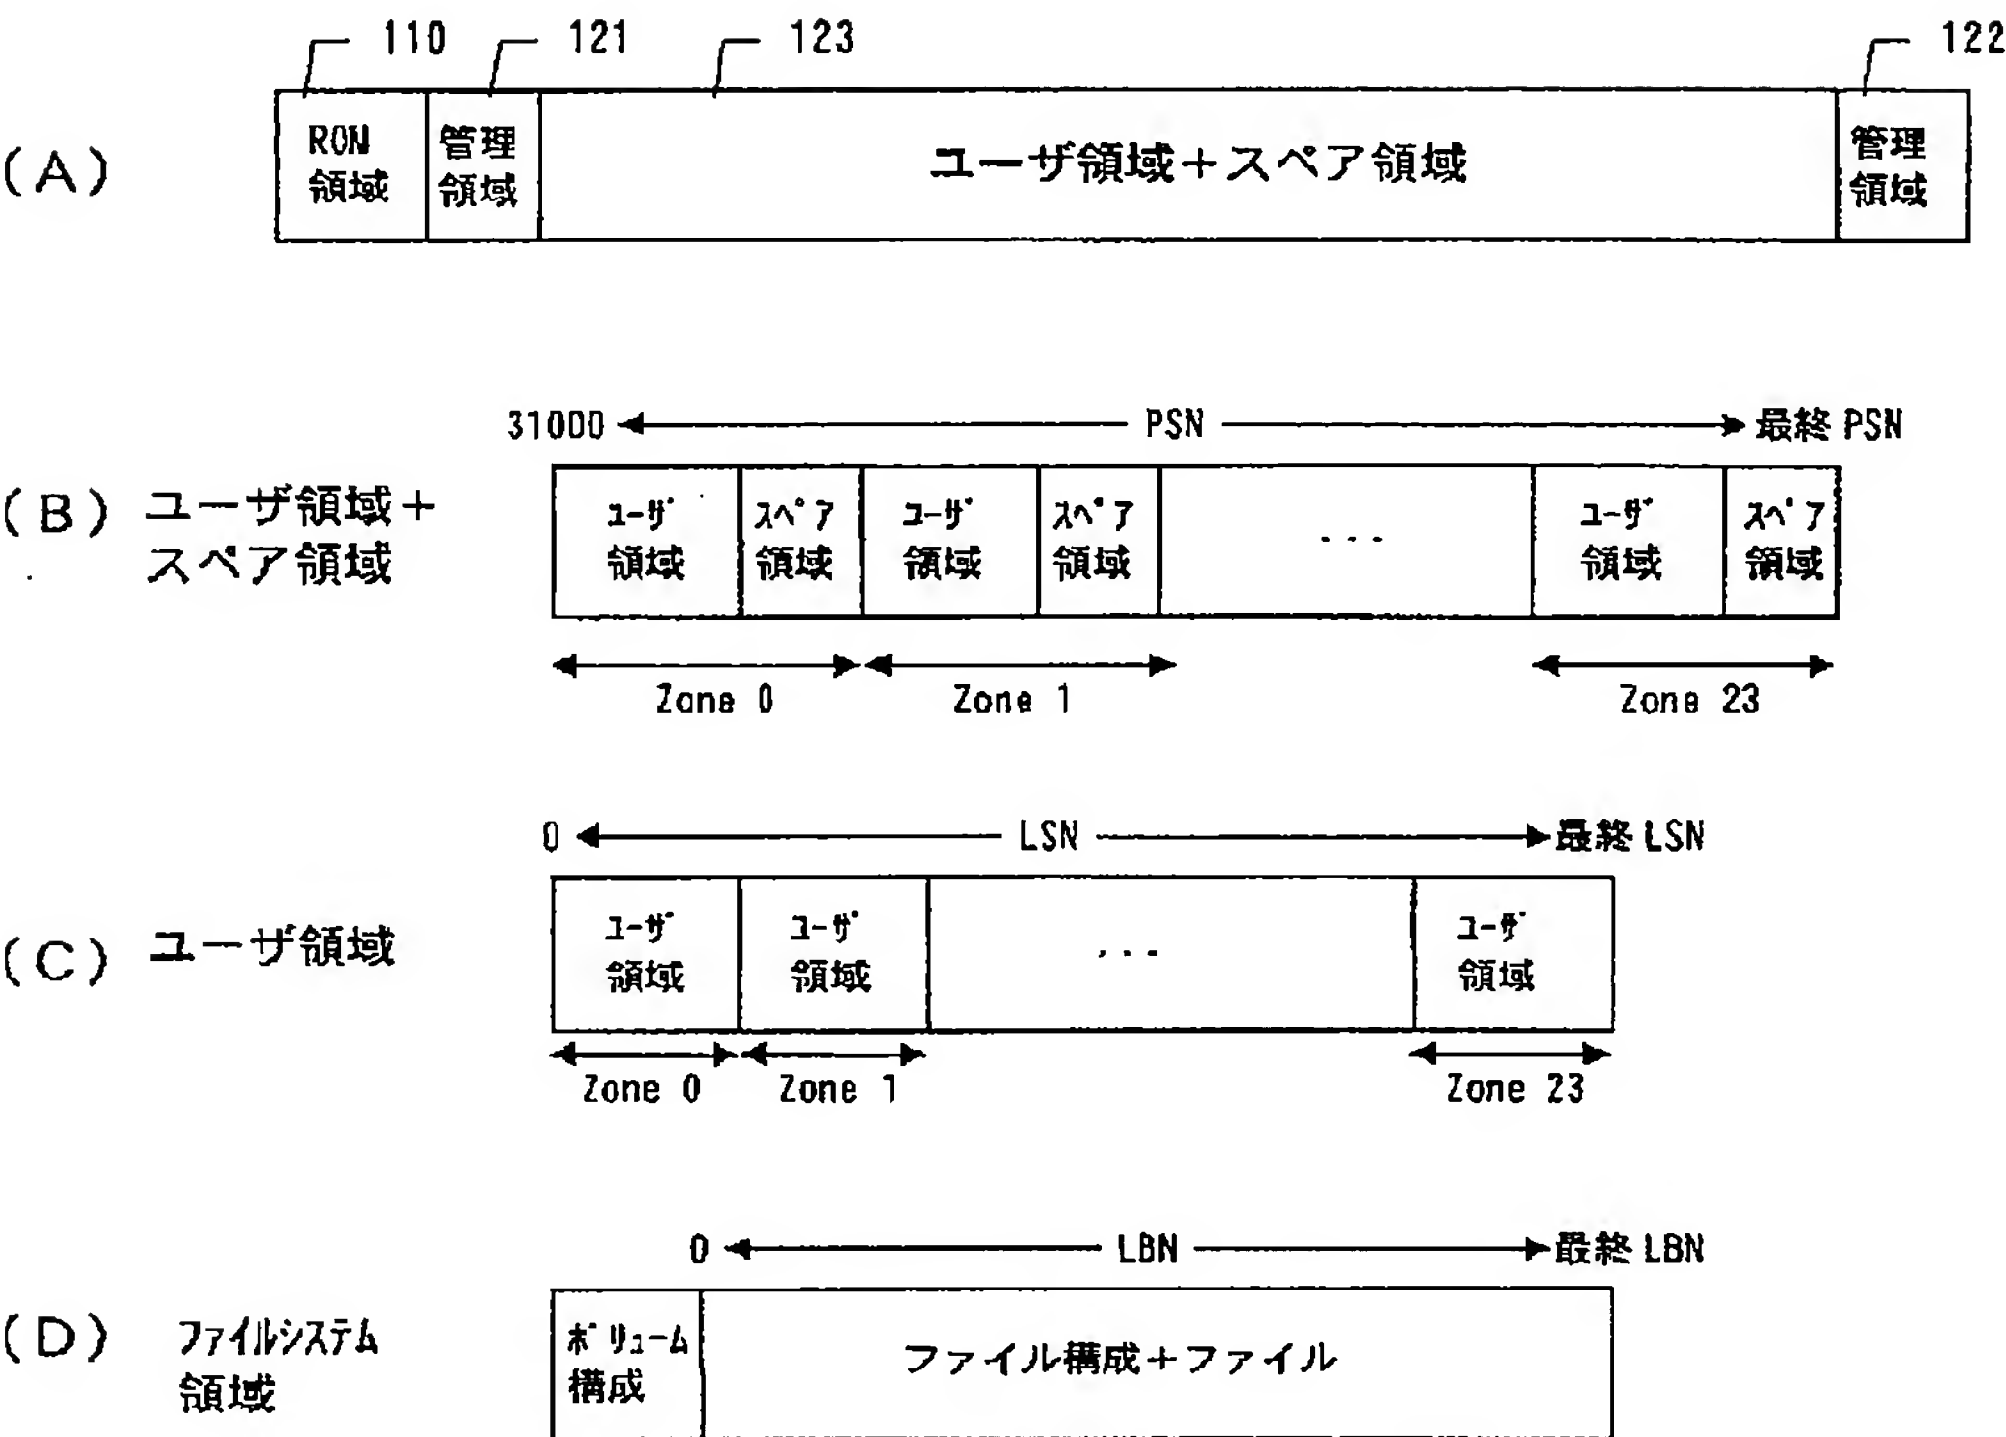 110
121
123
122
(A)
ROM
領域
管理
領域
ユーザ領域+スペア領域
管理
領域
31000
PSN
最終 PSN
(B) ユーザ領域+
スペア領域
ユーザ
領域
スペア
領域
ユーザ
領域
スペア
領域
...
ユーザ
領域
スペア
領域
Zone 0
Zone 1
Zone 23
0
LSN
最終 LSN
(C) ユーザ領域
ユーザ
領域
ユーザ
領域
...
ユーザ
領域
Zone 0
Zone 1
Zone 23
0
LBN
最終 LBN
(D) ファイルシステム
領域
ボリューム
構成
ファイル構成+ファイル